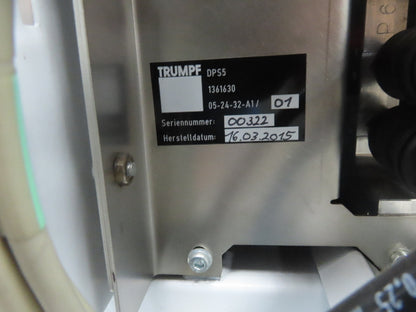 TRUMPF DPS5
1361630
05-24-32-A1/ 01
Seriennummer: 00322
Herstelldatum: 16.03.2015